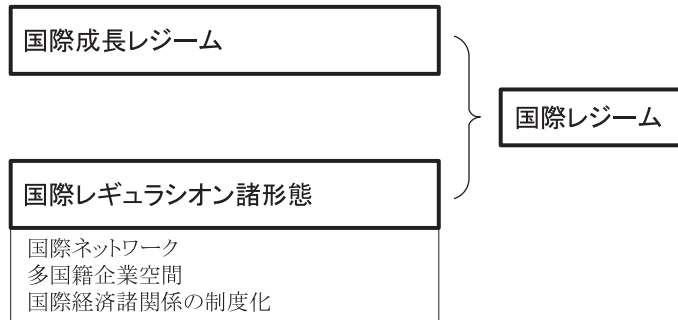 国際成長レジーム
国際レジーム
国際レギュラシオン諸形態
国際ネットワーク
多国籍企業空間
国際経済諸関係の制度化